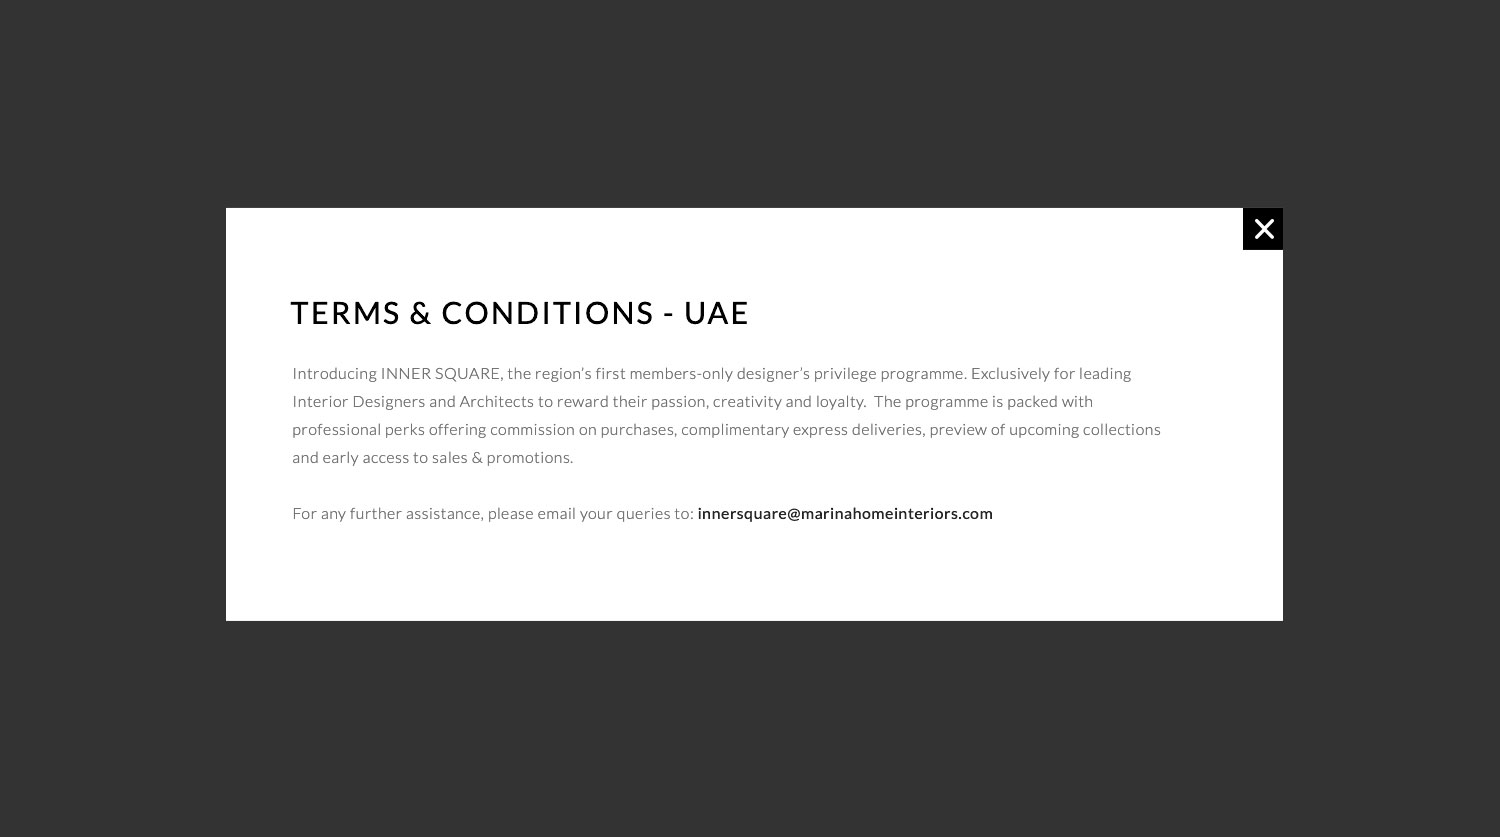 TERMS & CONDITIONS - UAE
Introducing INNER SQUARE, the region’s first members-only designer’s privilege programme. Exclusively for leading
Interior Designers and Architects to reward their passion, creativity and loyalty.  The programme is packed with
professional perks offering commission on purchases, complimentary express deliveries, preview of upcoming collections
and early access to sales & promotions.
For any further assistance, please email your queries to: innersquare@marinahomeinteriors.com